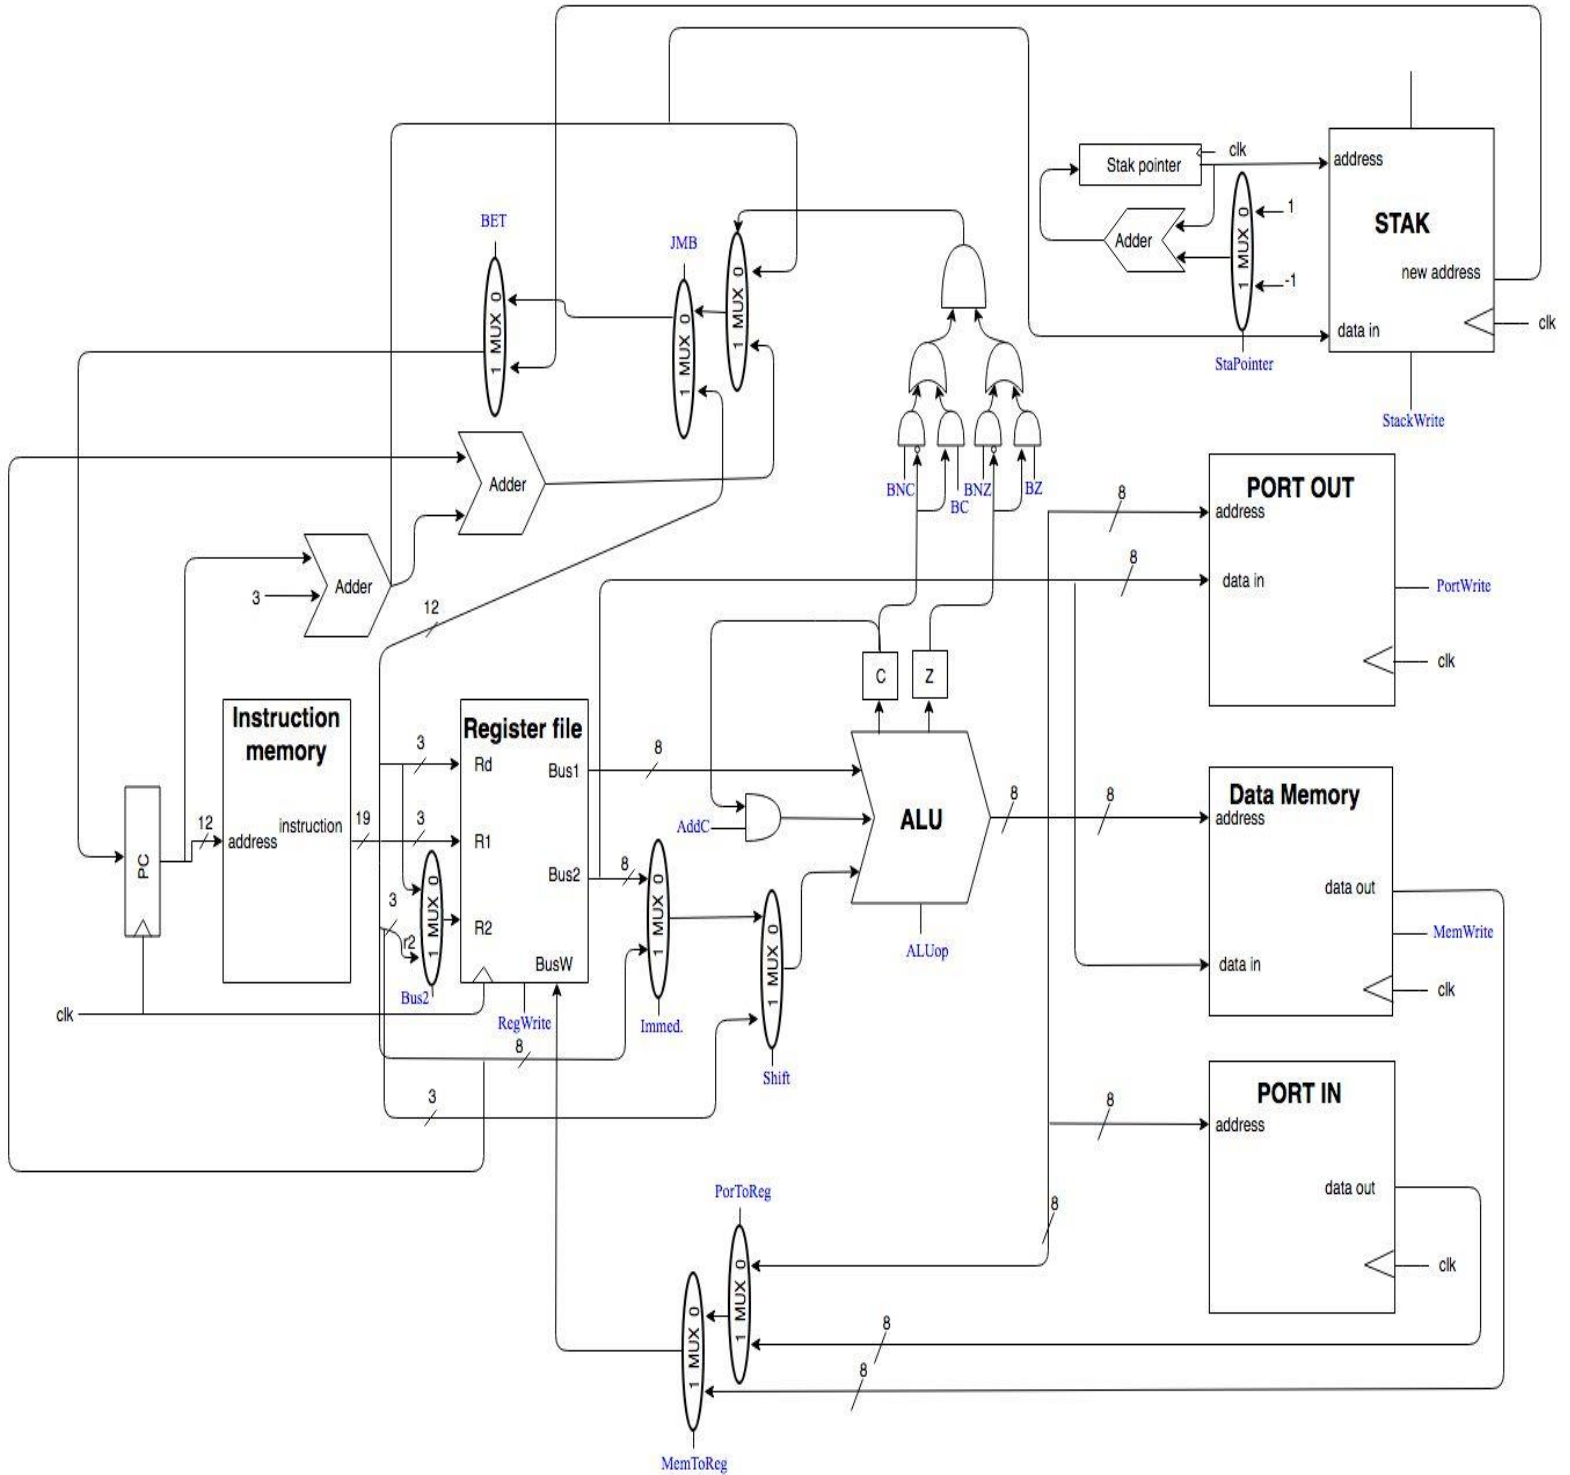 clk
Stak pointer
address
STAK
1
1 MUX 0
Adder
-1
new address
clk
data in
StaPointer
StackWrite
BET
JMB
1 MUX 0
1 MUX 0
1 MUX 0
Adder
BNC
BC
BNZ
BZ
8
PORT OUT
address
8
data in
PortWrite
clk
3
Adder
12
C
Z
Instruction
memory
Register file
3
Rd
Bus1
8
ALU
8
8
Data Memory
address
PC
12
address
instruction
19
3
R1
AddC
Bus2
8
1 MUX 0
1 MUX 0
3
r2
R2
1 MUX 0
data out
MemWrite
BusW
data in
ALUop
clk
Bus2
clk
RegWrite
Immed.
8
Shift
3
PORT IN
8
address
data out
PorToReg
8
clk
1 MUX 0
1 MUX 0
8
8
MemToReg